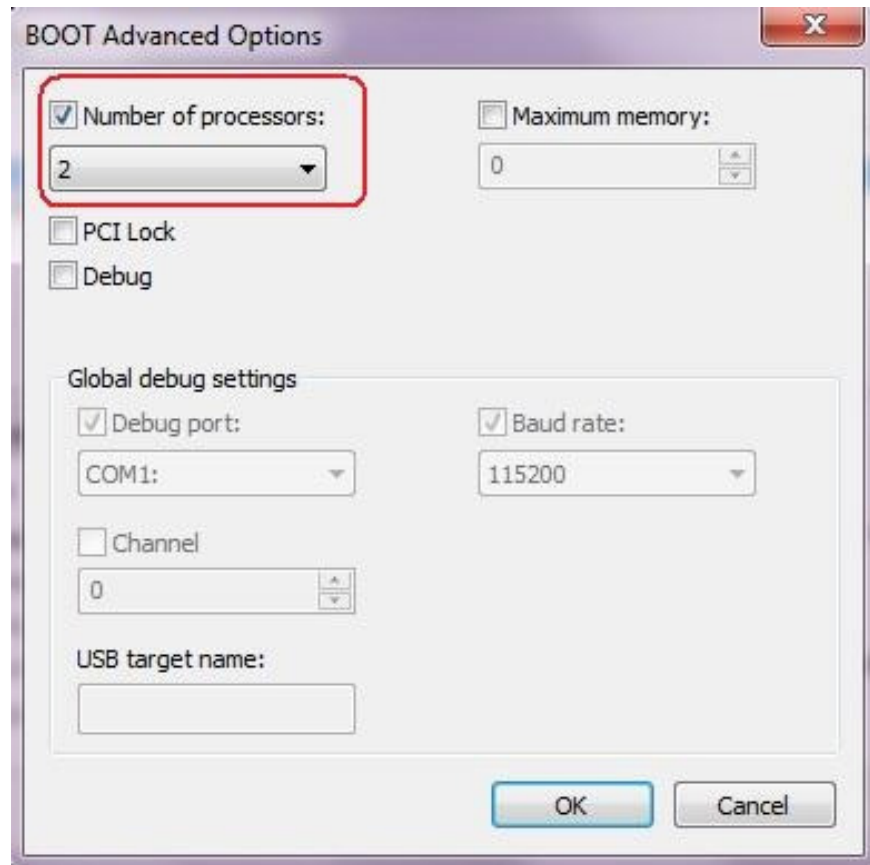 BOOT Advanced Options
Number of processors:
Maximum memory:
2
0
PCI Lock
Debug
Global debug settings
Debug port:
Baud rate:
COM1:
115200
Channel
0
USB target name:
OK
Cancel